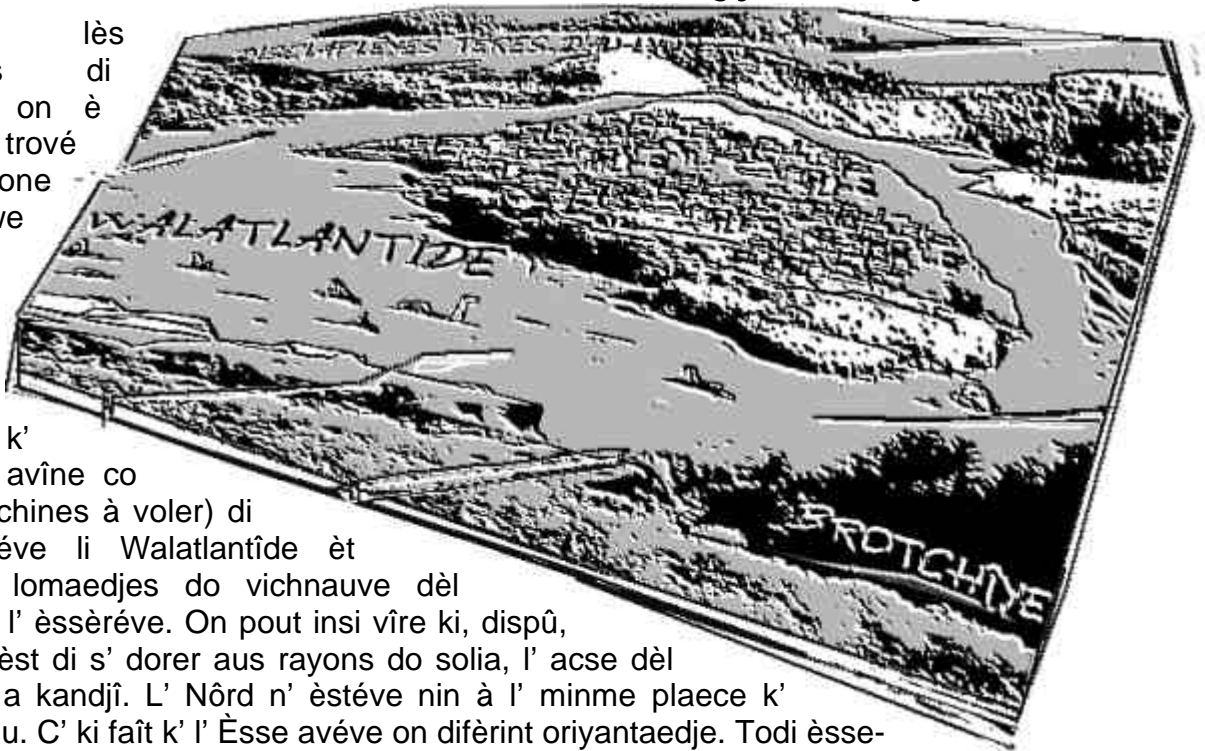 lès
di
on è
trové
one
WALATLANTIDE
k'
avîne co
chines à voler) di
éve li Walatlantîde èt
lomaedjes do vichnauve dèl
BROTCHÎYE
l' èssèréve. On pout insi vîre ki, dispû,
èst di s' dorer aus rayons do solia, l' acse dèl
a kandjî. L' Nôrd n' èstéve nin à l' minme plaece k'
u. C' ki faît k' l' Èsse avéve on difèrint oriyantaedje. Todi èsse-